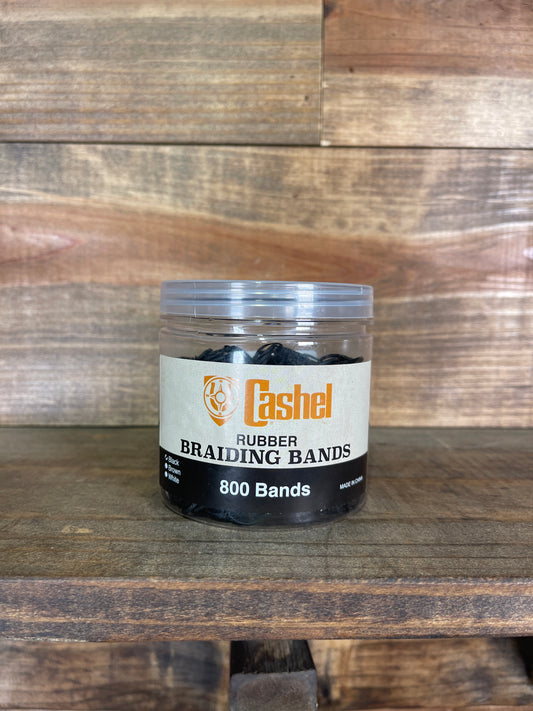 Cashel
RUBBER
BRAIDING BANDS
Black
Brown
White
800 Bands
MADE IN CHINA